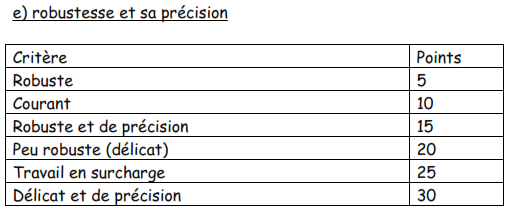 e) robustesse et sa précision
Critère Points
Robuste 5
Courant 10
Robuste et de précision 15
Peu robuste (délicat) 20
Travail en surcharge 25
Délicat et de précision 30